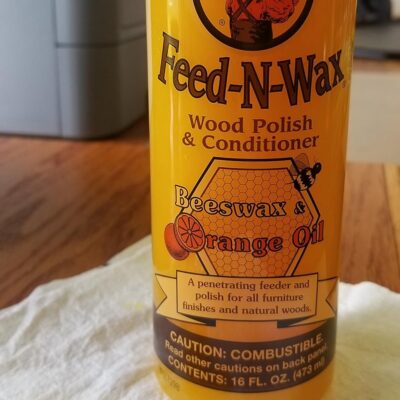 Feed-N-Wax
Wood Polish
& Conditioner
Beeswax &
Orange Oil
A penetrating feeder and
polish for all furniture
finishes and natural woods.
CAUTION: COMBUSTIBLE.
Read other cautions on back panel.
CONTENTS: 16 FL. OZ. (473 ml)